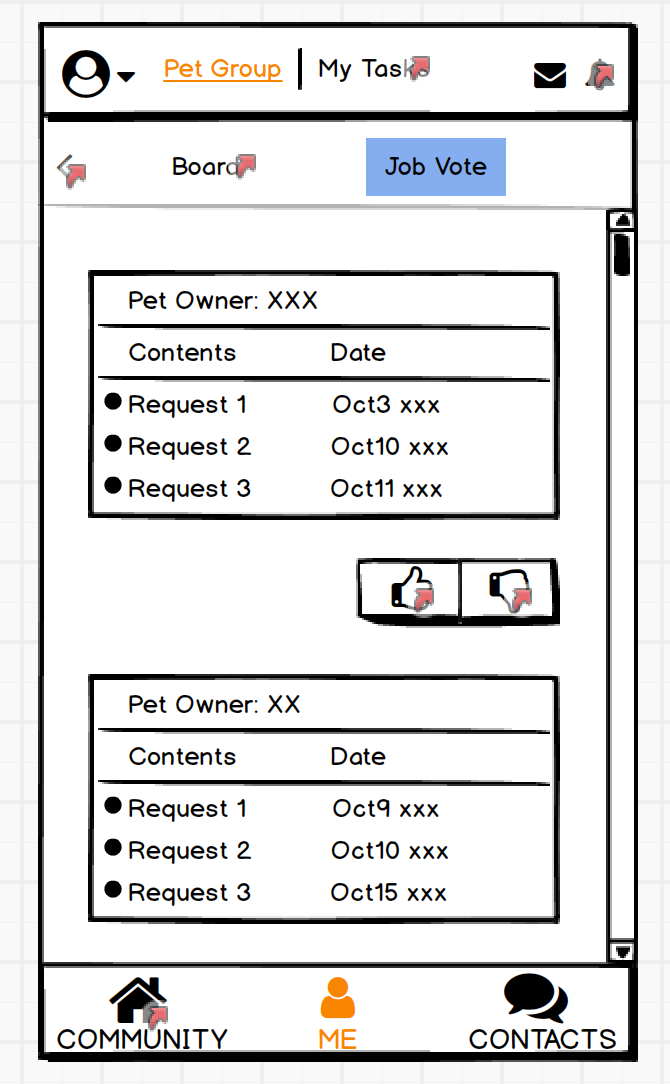 Pet Group | My Tasks
Board Job Vote
Pet Owner: XXX
Contents Date
Request 1 Oct3 xxx
Request 2 Oct10 xxx
Request 3 Oct11 xxx
Pet Owner: XX
Contents Date
Request 1 Oct9 xxx
Request 2 Oct10 xxx
Request 3 Oct15 xxx
COMMUNITY ME CONTACTS